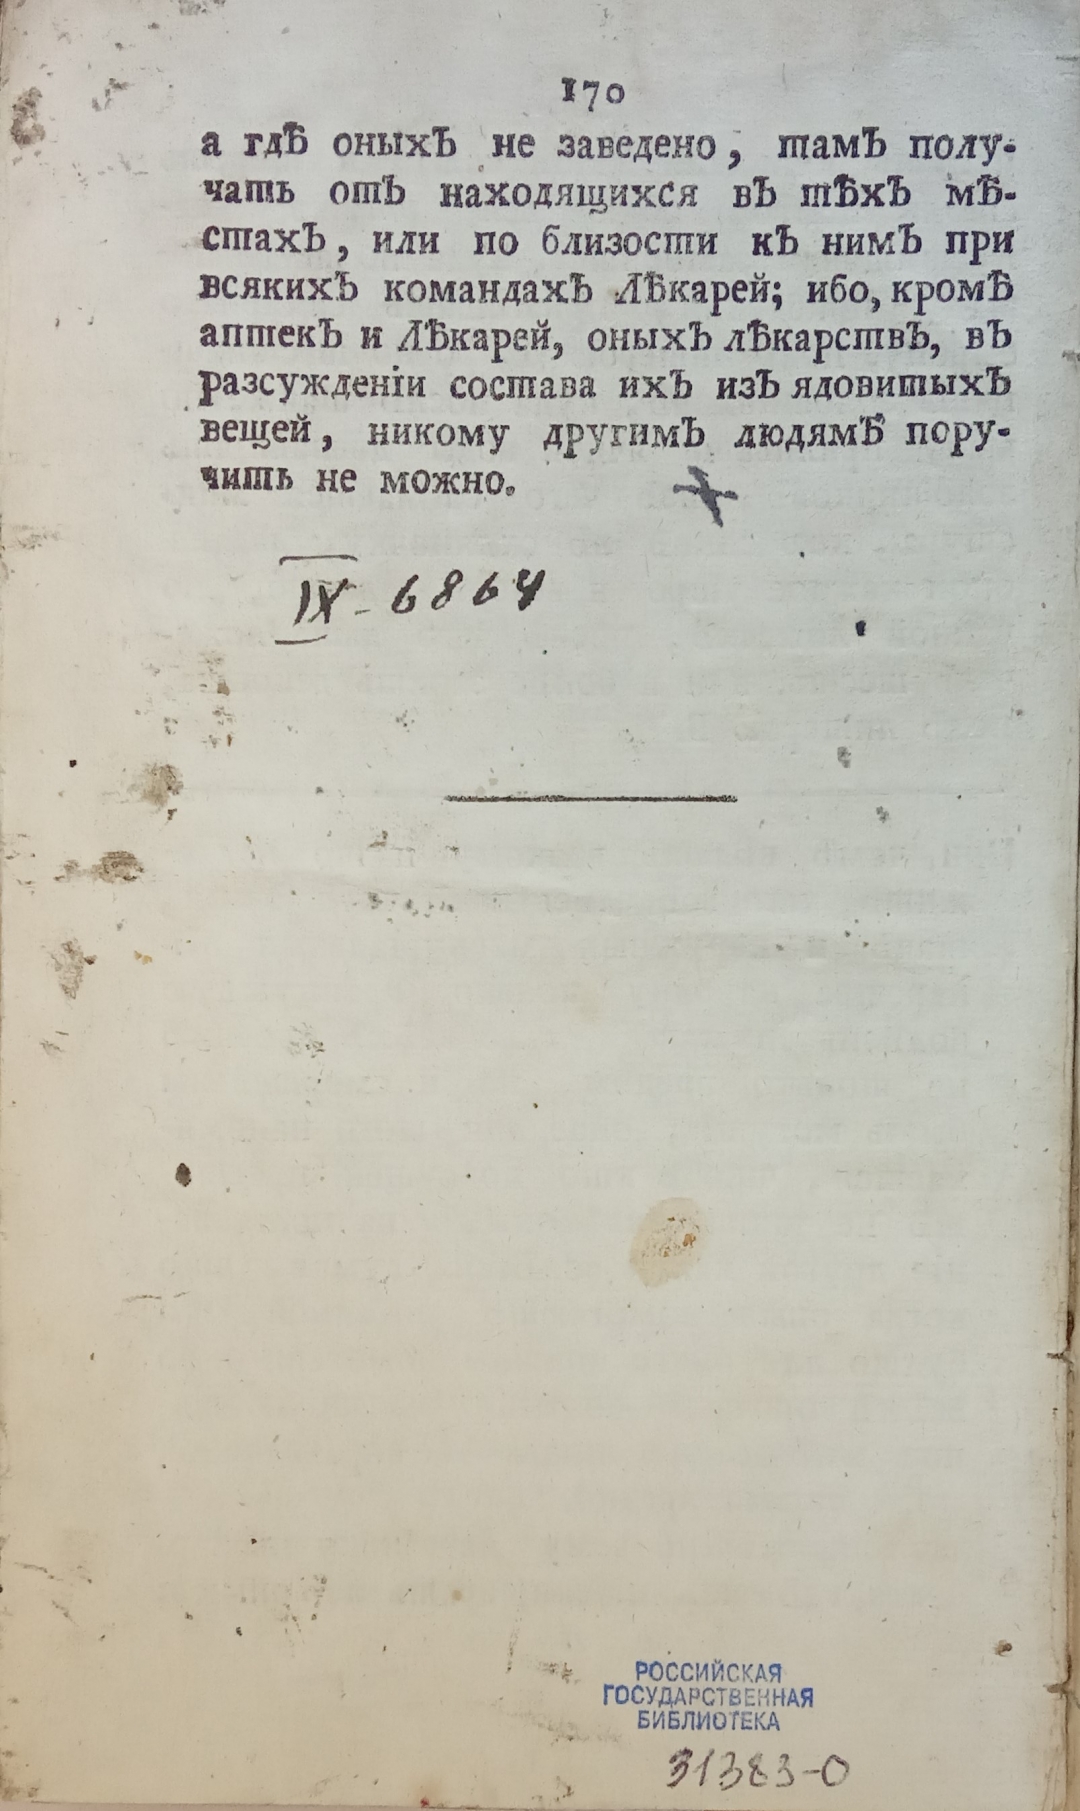 170
а гдѣ оныхъ не заведено, тамъ полу-
чать отъ находящихся въ тѣхъ мѣ-
стахъ, или по близости къ нимъ при
всякихъ командахъ Лѣкарей; ибо, кромѣ
аптекъ и Лѣкарей, оныхъ лѣкарствъ, въ
разсужденіи состава ихъ изъ ядовитыхъ
вещей, никому другимъ людямѣ пору-
чить не можно.
IX-6864
РОССИЙСКАЯ
ГОСУДАРСТВЕННАЯ
БИБЛИОТЕКА
31383-0